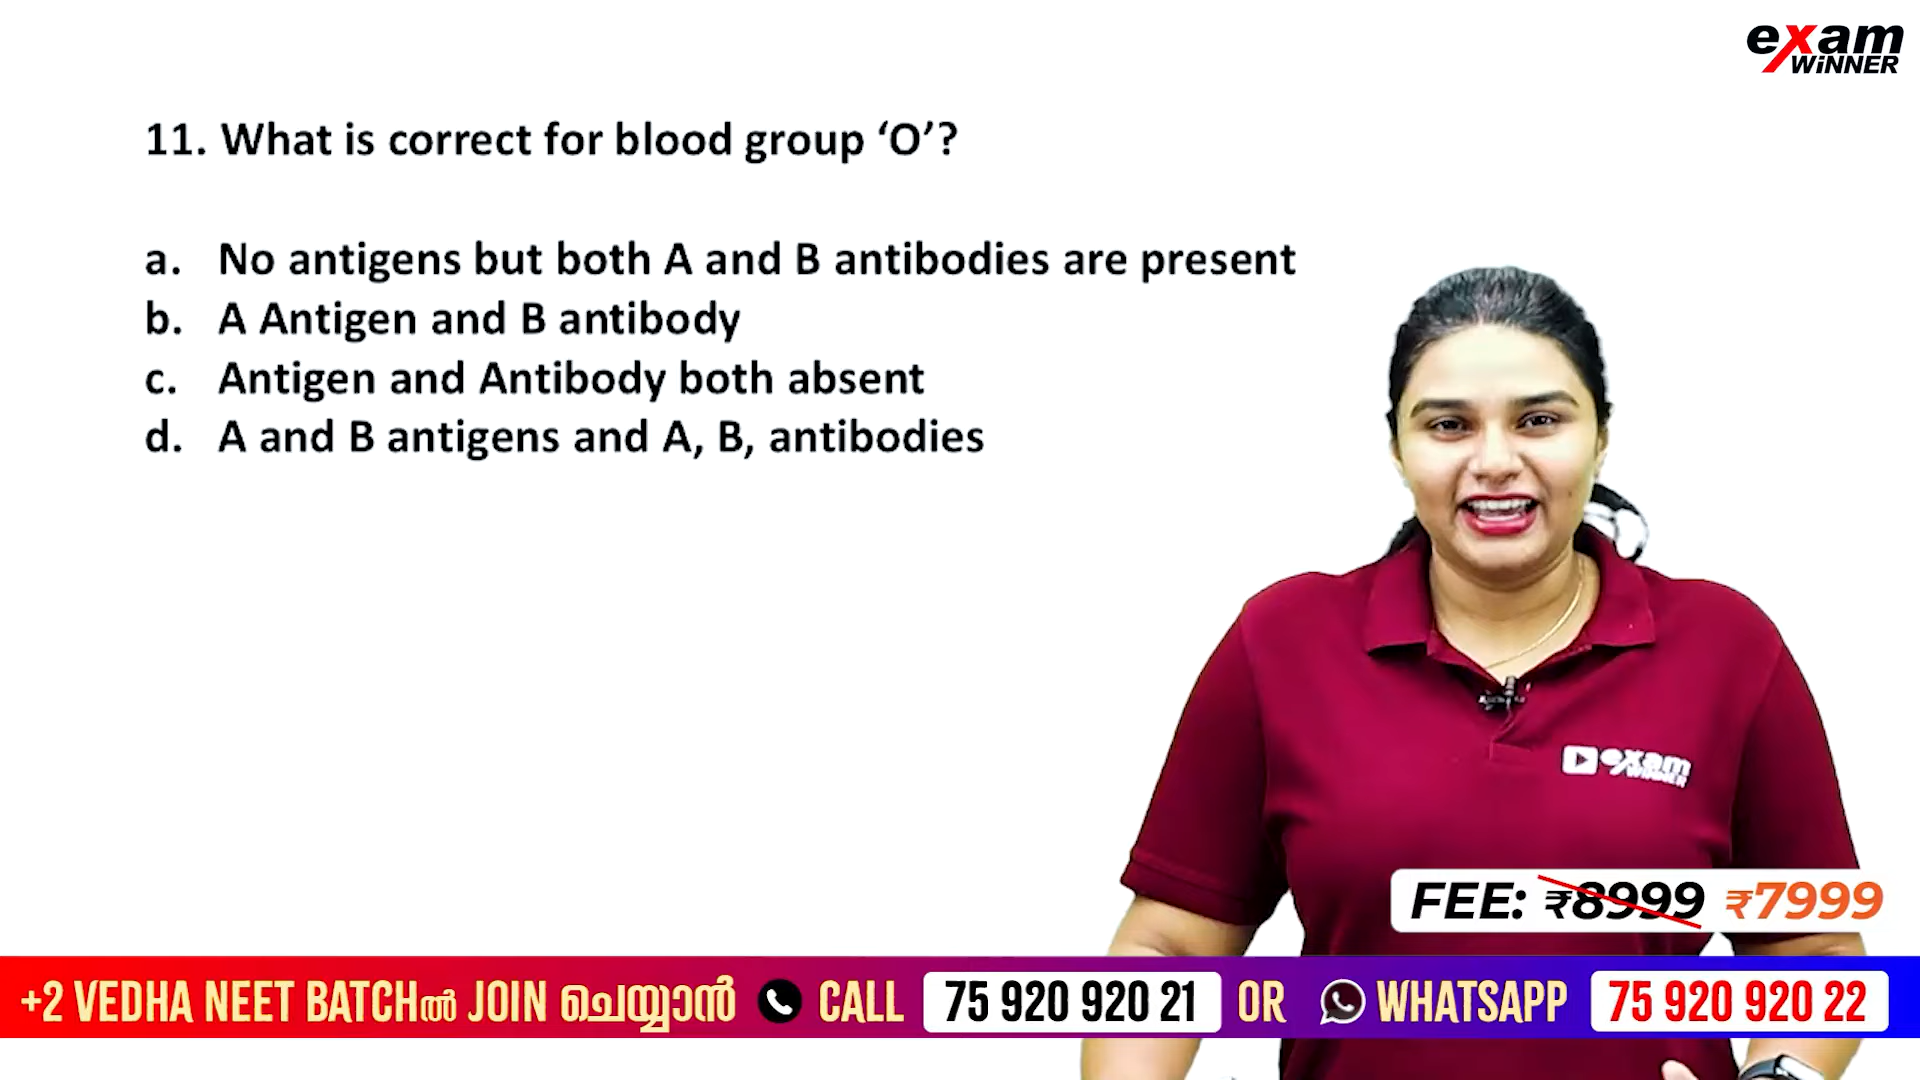 exam
WiNNER
11. What is correct for blood group ‘O’?
a. No antigens but both A and B antibodies are present
b. A Antigen and B antibody
c. Antigen and Antibody both absent
d. A and B antigens and A, B, antibodies
exam
WINNER
FEE: ₹8999 ₹7999
+2 VEDHA NEET BATCHൽ JOIN ചെയ്യാൻ CALL 75 920 920 21 OR WHATSAPP 75 920 920 22